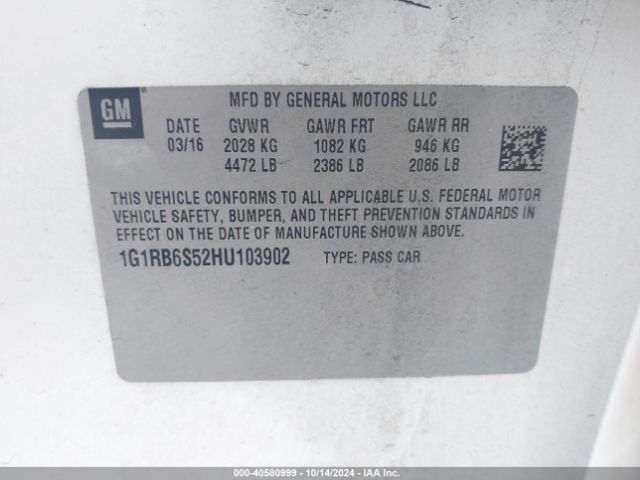 GM
MFD BY GENERAL MOTORS LLC
DATE GVWR GAWR FRT GAWR RR
03/16 2028 KG 1082 KG 946 KG
4472 LB 2386 LB 2086 LB
THIS VEHICLE CONFORMS TO ALL APPLICABLE U.S. FEDERAL MOTOR
VEHICLE SAFETY, BUMPER, AND THEFT PREVENTION STANDARDS IN
EFFECT ON THE DATE OF MANUFACTURE SHOWN ABOVE.
1G1RB6S52HU103902 TYPE: PASS CAR
000-40580999 • 10/14/2024 • IAA Inc.